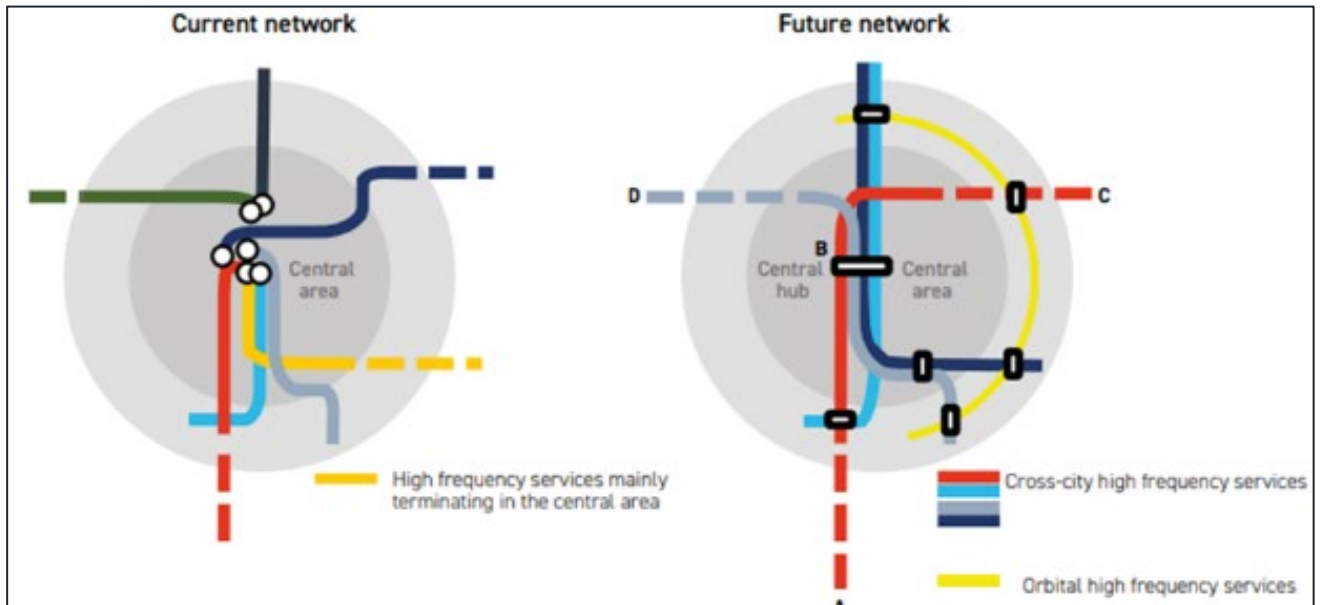 Current network
Future network
Central
area
High frequency services mainly
terminating in the central area
D
C
B
Central
hub
Central
area
Cross-city high frequency services
Orbital high frequency services